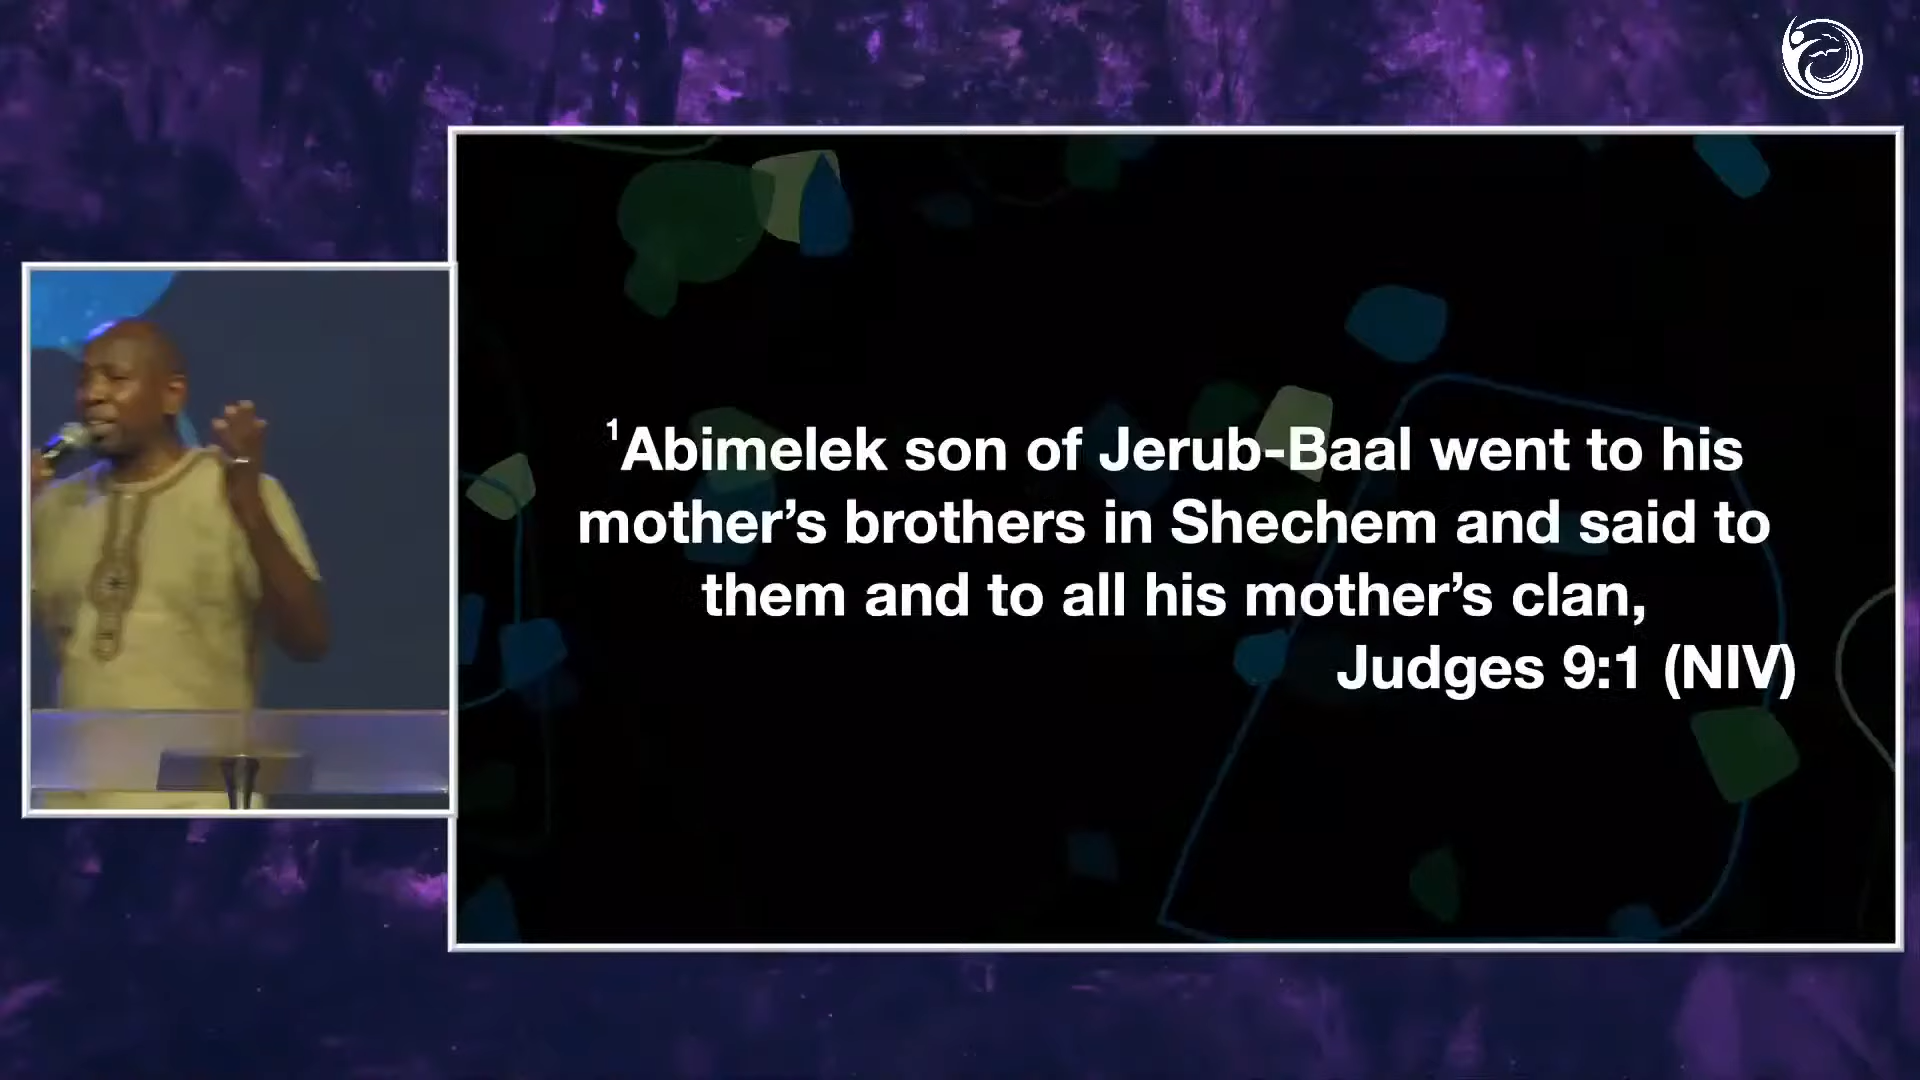 ¹Abimelek son of Jerub-Baal went to his
mother’s brothers in Shechem and said to
them and to all his mother’s clan,
Judges 9:1 (NIV)